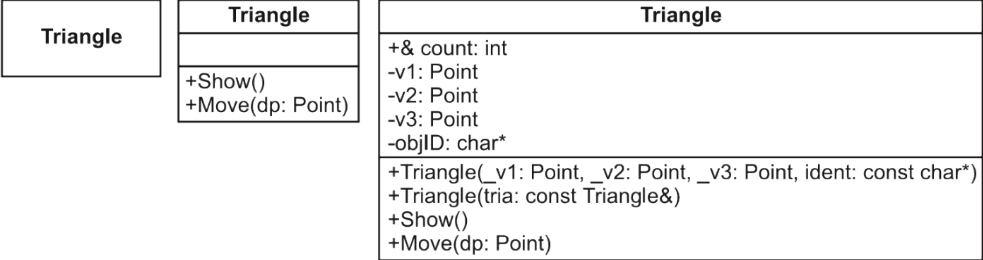 Triangle
Triangle
+Show()
+Move(dp: Point)
Triangle
+& count: int
-v1: Point
-v2: Point
-v3: Point
-objID: char*
+Triangle(_v1: Point, _v2: Point, _v3: Point, ident: const char*)
+Triangle(tria: const Triangle&)
+Show()
+Move(dp: Point)